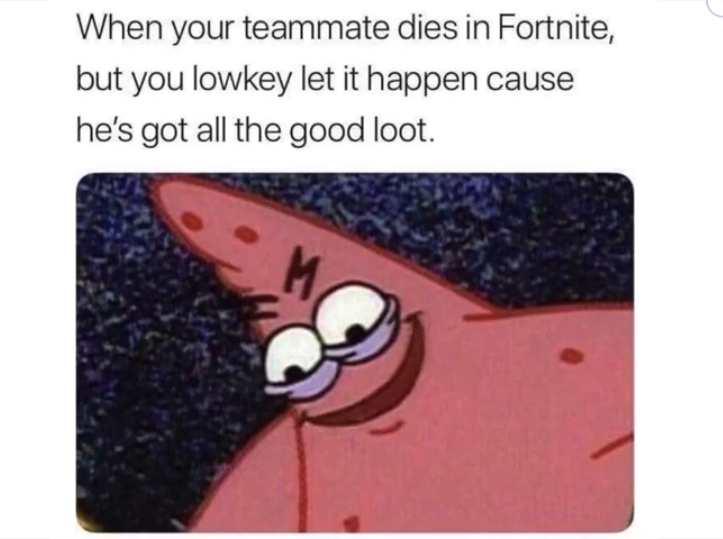 When your teammate dies in Fortnite,
but you lowkey let it happen cause
he's got all the good loot.